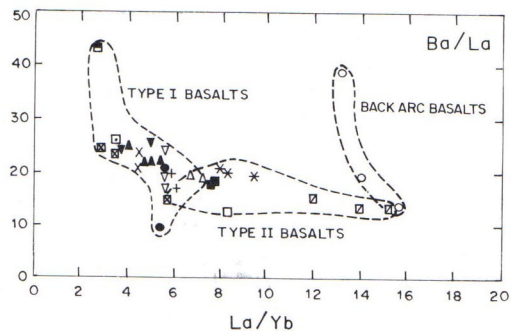 50
40
30
20
10
0
Ba/La
TYPE I BASALTS
BACK ARC BASALTS
TYPE II BASALTS
0 2 4 6 8 10 12 14 16 18 20
La/Yb